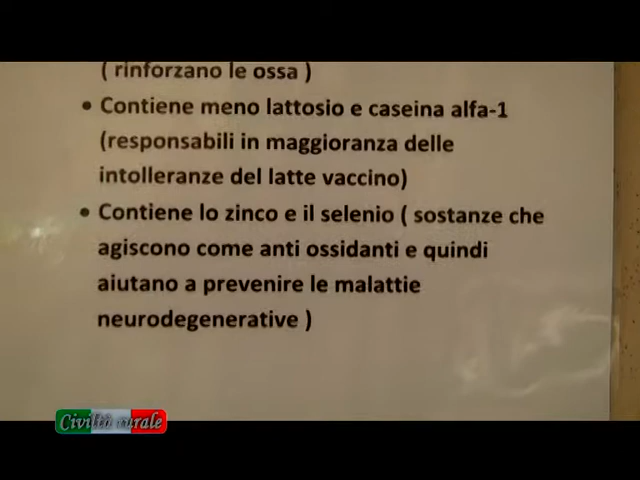 ( rinforzano le ossa )
• Contiene meno lattosio e caseina alfa-1
(responsabili in maggioranza delle
intolleranze del latte vaccino)
• Contiene lo zinco e il selenio ( sostanze che
agiscono come anti ossidanti e quindi
aiutano a prevenire le malattie
neurodegenerative )
Civiltà rurale